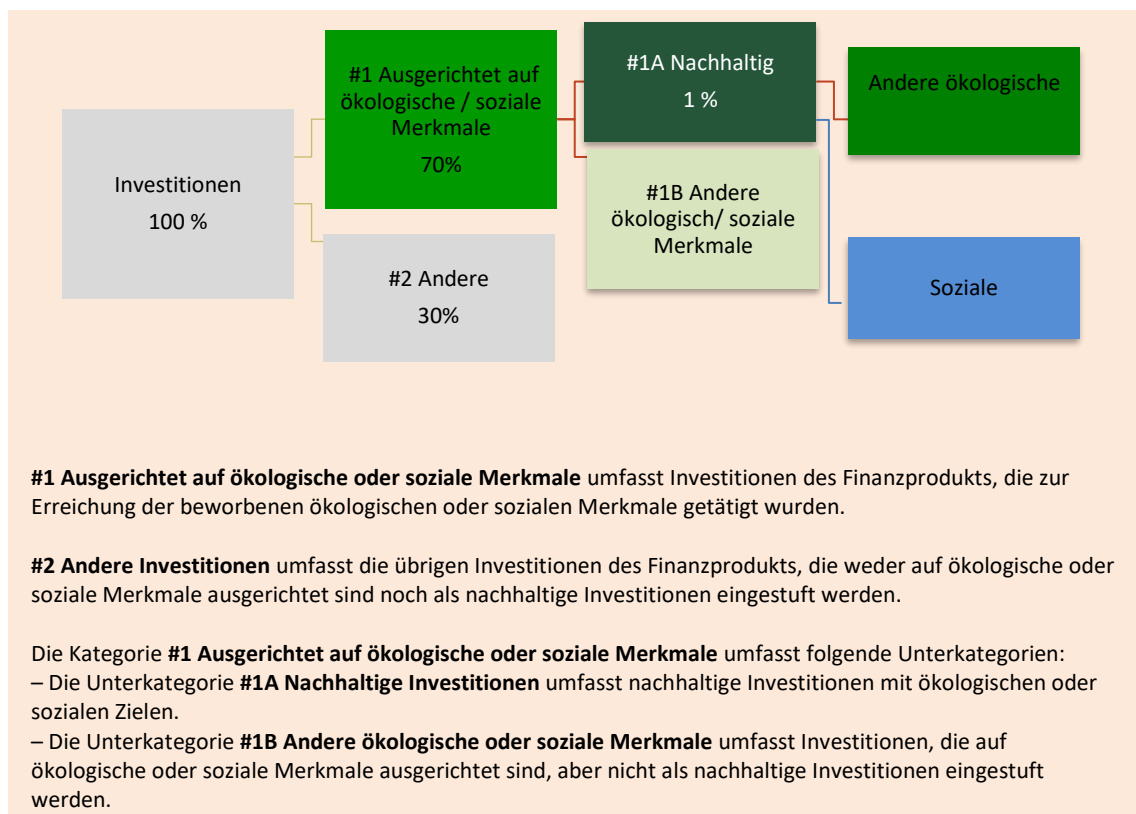 Investitionen
100 %
#1 Ausgerichtet auf
ökologische / soziale
Merkmale
70%
#2 Andere
30%
#1A Nachhaltig
1 %
#1B Andere
ökologisch/ soziale
Merkmale
Andere ökologische
Soziale
#1 Ausgerichtet auf ökologische oder soziale Merkmale umfasst Investitionen des Finanzprodukts, die zur
Erreichung der beworbenen ökologischen oder sozialen Merkmale getätigt wurden.
#2 Andere Investitionen umfasst die übrigen Investitionen des Finanzprodukts, die weder auf ökologische oder
soziale Merkmale ausgerichtet sind noch als nachhaltige Investitionen eingestuft werden.
Die Kategorie #1 Ausgerichtet auf ökologische oder soziale Merkmale umfasst folgende Unterkategorien:
– Die Unterkategorie #1A Nachhaltige Investitionen umfasst nachhaltige Investitionen mit ökologischen oder
sozialen Zielen.
– Die Unterkategorie #1B Andere ökologische oder soziale Merkmale umfasst Investitionen, die auf
ökologische oder soziale Merkmale ausgerichtet sind, aber nicht als nachhaltige Investitionen eingestuft
werden.